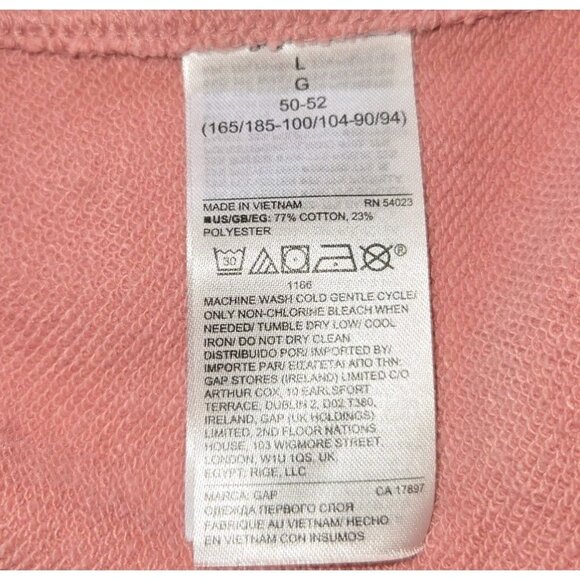 L
G
50-52
(165/185-100/104-90/94)
MADE IN VIETNAM RN 54023
US/GB/EG: 77% COTTON, 23%
POLYESTER
30 ®
1166
MACHINE WASH COLD GENTLE CYCLE/
ONLY NON-CHLORINE BLEACH WHEN
NEEDED/ TUMBLE DRY LOW/ COOL
IRON/ DO NOT DRY CLEAN
DISTRIBUIDO POR/ IMPORTED BY/
IMPORTE PAR/ ΕΙΣΑΓΕΤΑΙ ΑΠΟ ΤΗΝ:
GAP STORES (IRELAND) LIMITED C/O
ARTHUR COX, 10 EARLSFORT
TERRACE, DUBLIN 2, D02 T380,
IRELAND, GAP (UK HOLDINGS)
LIMITED, 2ND FLOOR NATIONS
HOUSE, 103 WIGMORE STREET,
LONDON, W1U 1QS, UK
EGYPT: RIGE, LLC
MARCA: GAP CA 17897
ОДЕЖДА ПЕРВОГО СЛОЯ
FABRIQUE AU VIETNAM/ HECHO
EN VIETNAM CON INSUMOS